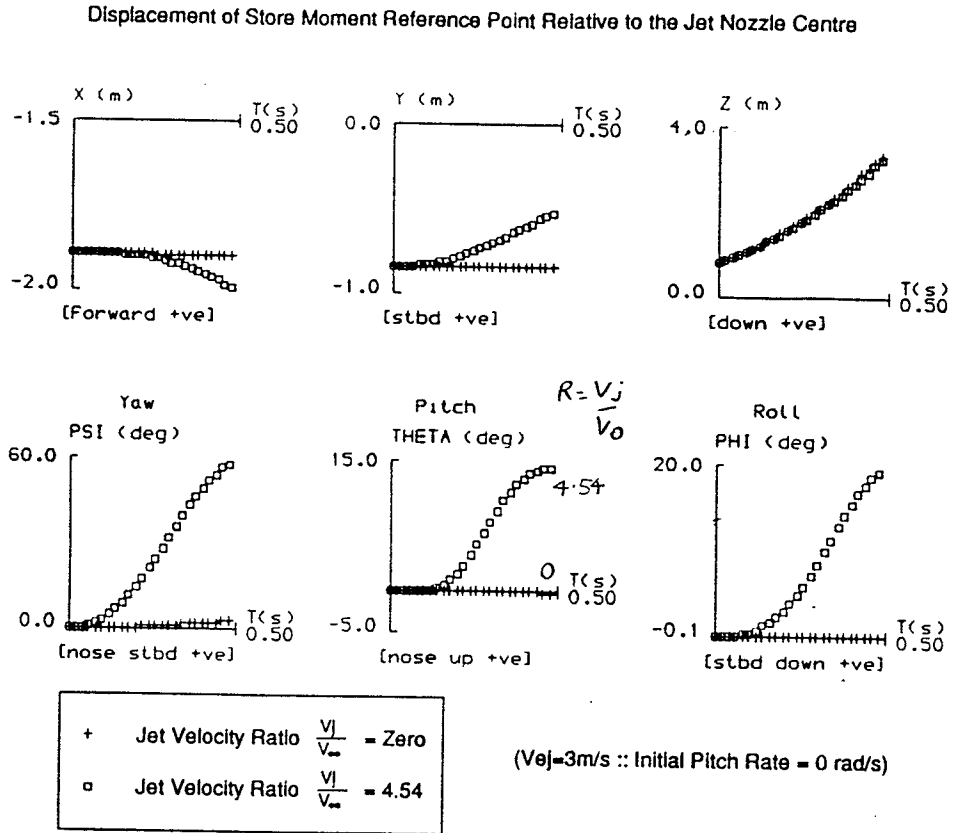 Displacement of Store Moment Reference Point Relative to the Jet Nozzle Centre
X (m)
-1.5
T(s)
0.50
-2.0
[Forward +ve]
Y (m)
0.0
T(s)
0.50
-1.0
[stbd +ve]
Z (m)
4,0
0.0
T(s)
0.50
[down +ve]
Yaw
PSI (deg)
60.0
0.0
T(s)
0.50
[nose stbd +ve]
Pitch
THETA (deg)
15.0
-5.0
T(s)
0.50
[nose up +ve]
R = Vj / V0
4.54
0
Roll
PHI (deg)
20.0
-0.1
T(s)
0.50
[stbd down +ve]
+ Jet Velocity Ratio Vj / V∞ = Zero
□ Jet Velocity Ratio Vj / V∞ = 4.54
(Vej=3m/s :: Initial Pitch Rate = 0 rad/s)